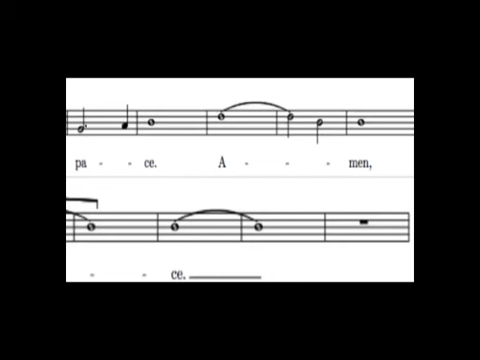 pa - - ce. A - - - men,
- - ce.